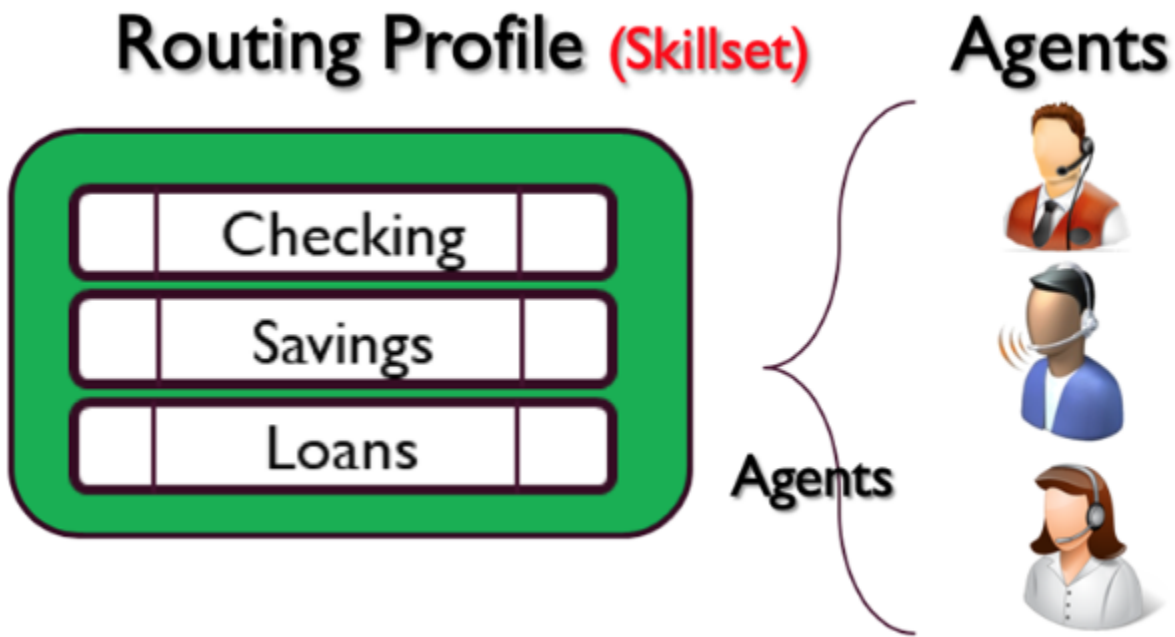 Routing Profile (Skillset)
Agents
Checking
Savings
Loans
Agents